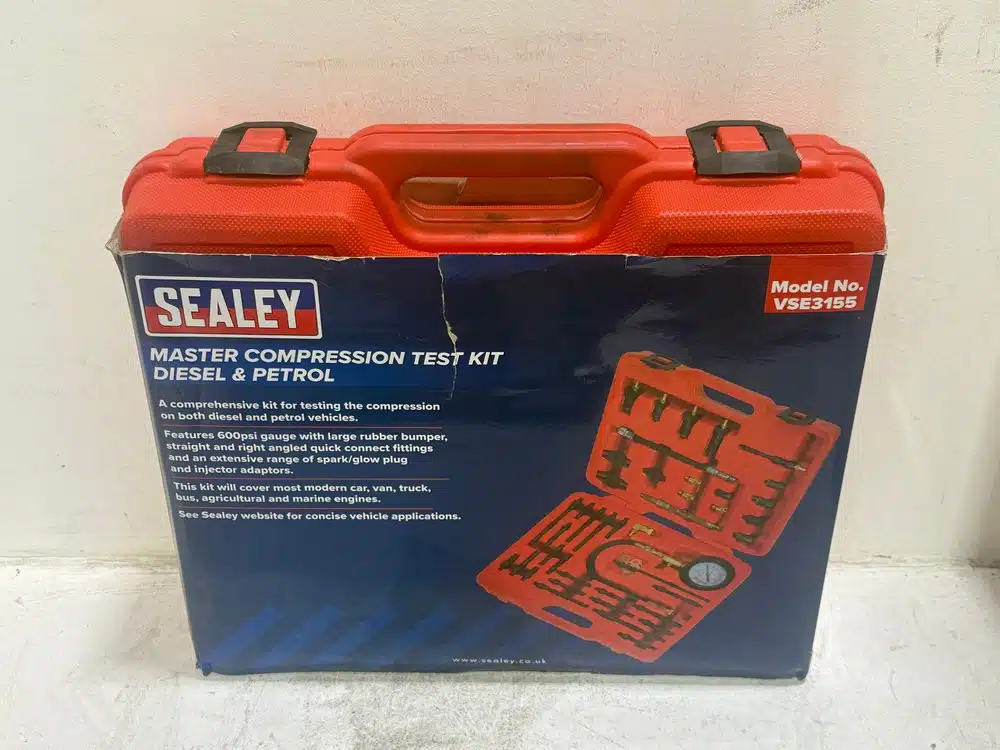 SEALEY
Model No.
VSE3155
MASTER COMPRESSION TEST KIT
DIESEL & PETROL
A comprehensive kit for testing the compression
on both diesel and petrol vehicles.
Features 600psi gauge with large rubber bumper,
straight and right angled quick connect fittings
and an extensive range of spark/glow plug
and injector adaptors.
This kit will cover most modern car, van, truck,
bus, agricultural and marine engines.
See Sealey website for concise vehicle applications.
www.sealey.co.uk